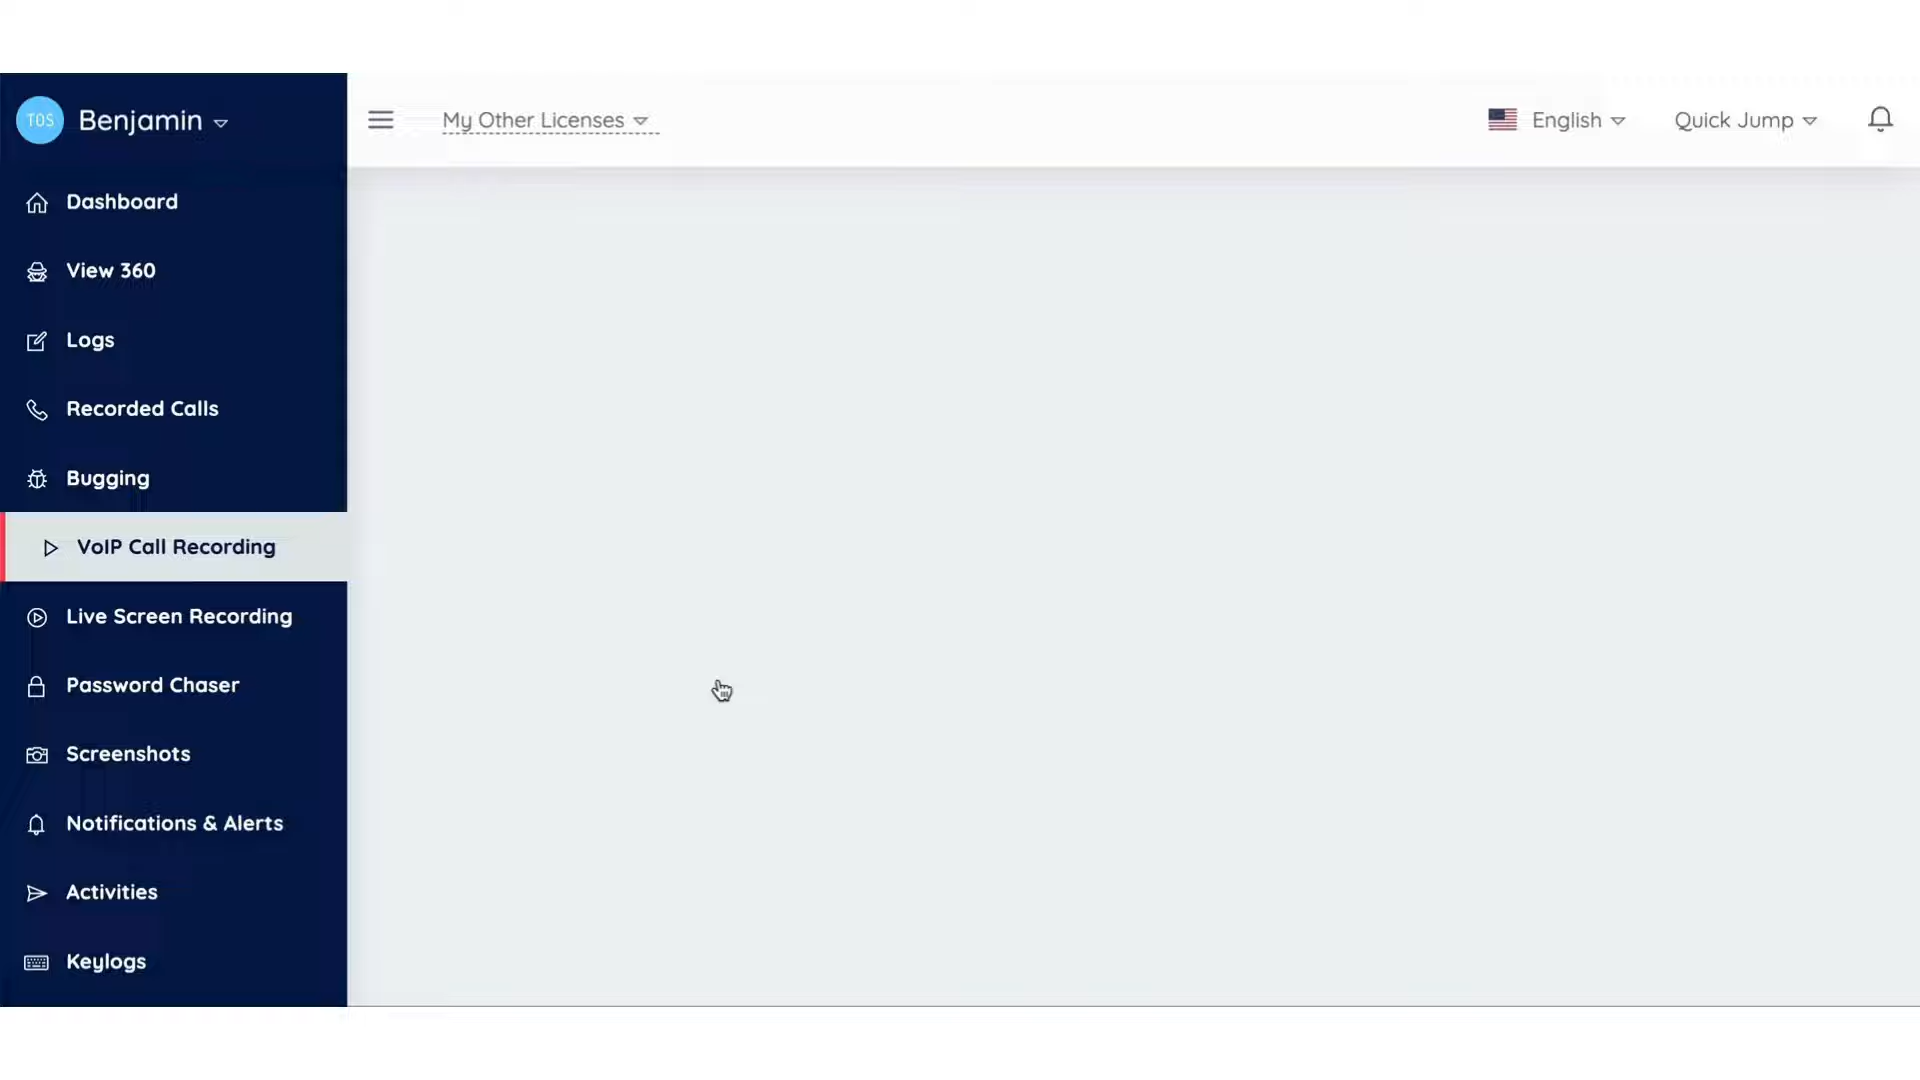 TOS
Benjamin
My Other Licenses
English
Quick Jump
Dashboard
View 360
Logs
Recorded Calls
Bugging
VoIP Call Recording
Live Screen Recording
Password Chaser
Screenshots
Notifications & Alerts
Activities
Keylogs